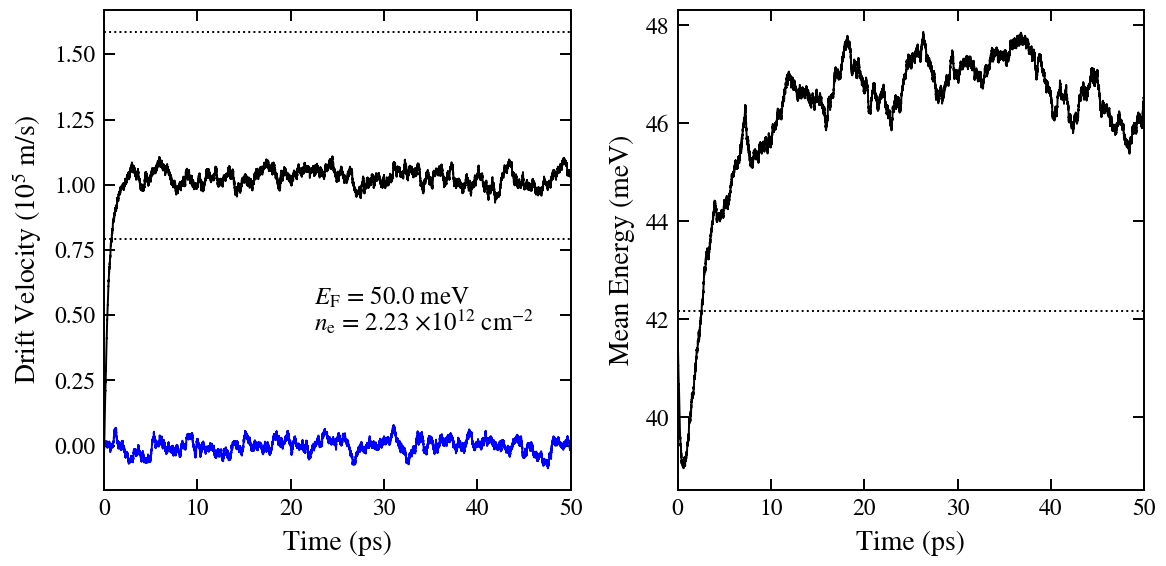 Drift Velocity (10⁵ m/s)
1.50
1.25
1.00
0.75
0.50
0.25
0.00
E_F = 50.0 meV
n_e = 2.23 ×10¹² cm⁻²
0 10 20 30 40 50
Time (ps)
Mean Energy (meV)
48
46
44
42
40
0 10 20 30 40 50
Time (ps)